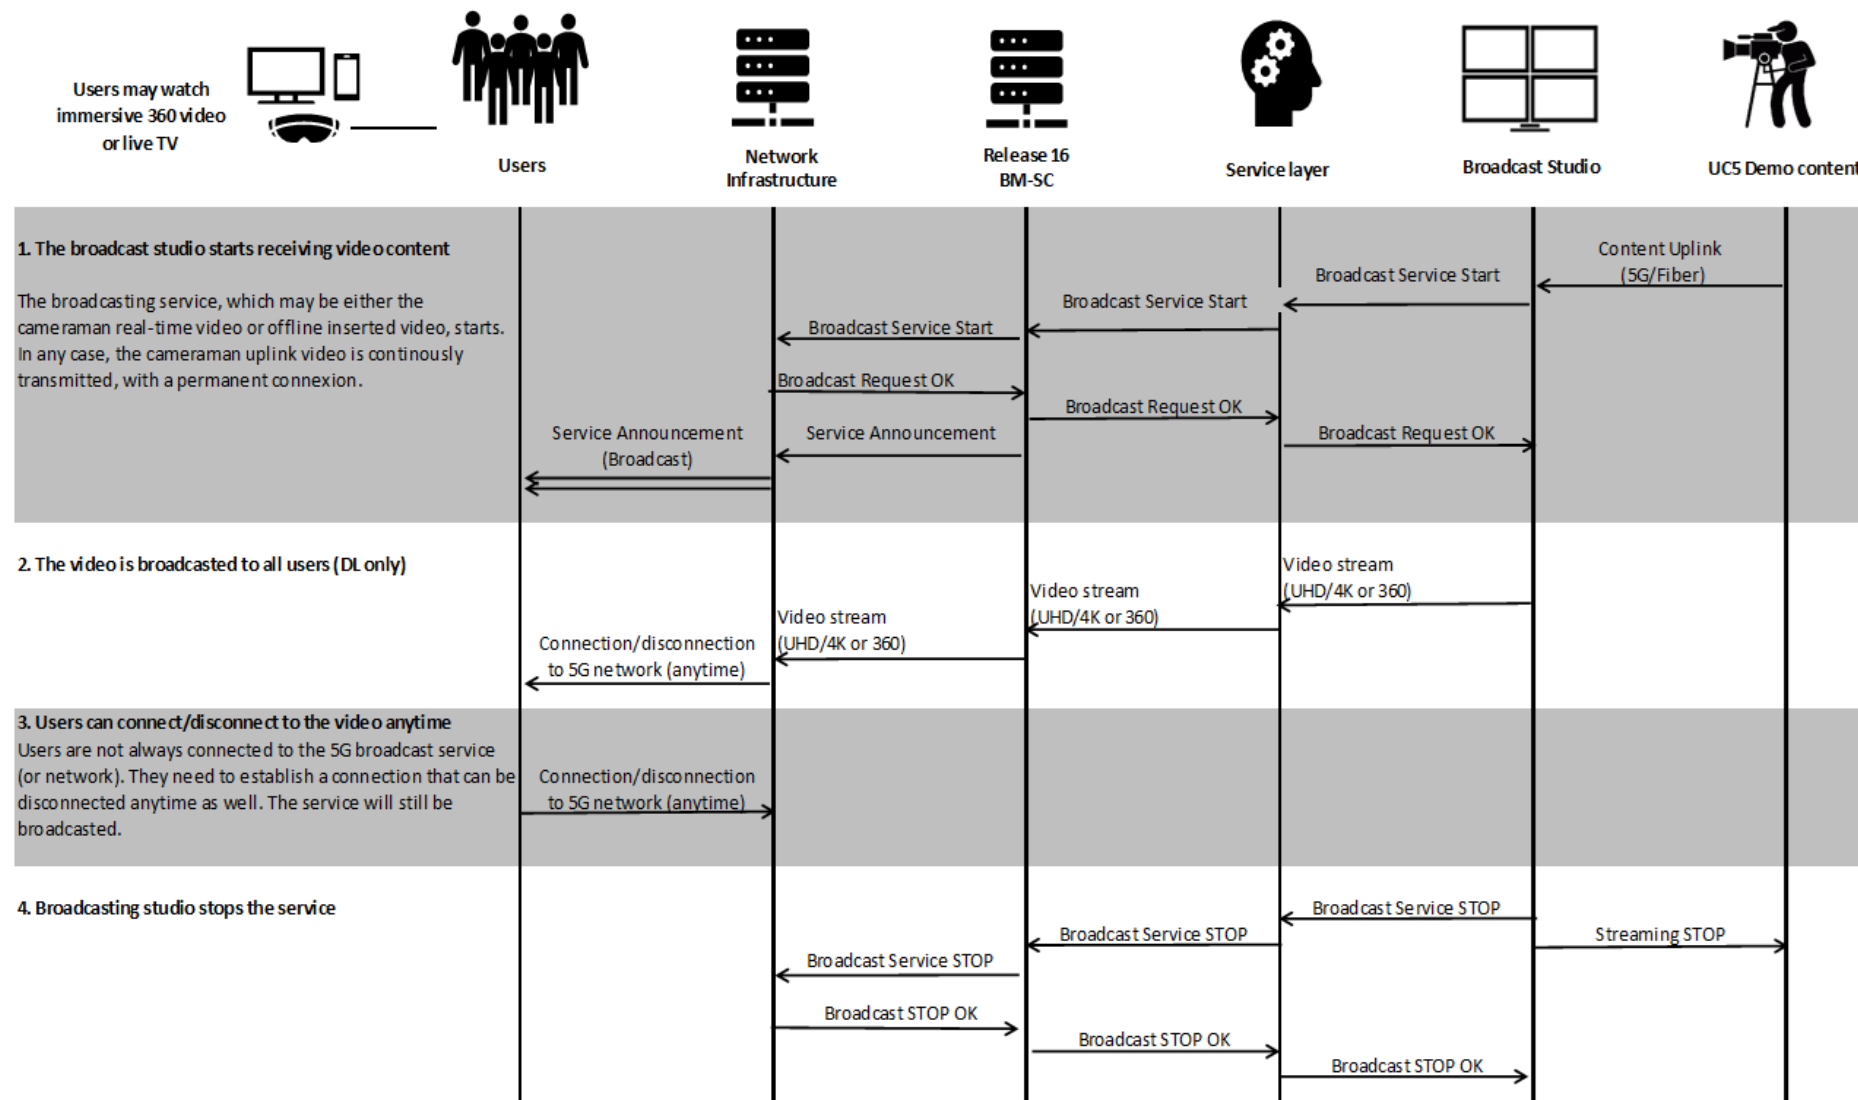 Users may watch
immersive 360 video
or live TV
Users
Network
Infrastructure
Release 16
BM-SC
Service layer
Broadcast Studio
UC5 Demo content
1. The broadcast studio starts receiving video content
The broadcasting service, which may be either the
cameraman real-time video or offline inserted video, starts.
In any case, the cameraman uplink video is continously
transmitted, with a permanent connexion.
Content Uplink
(5G/Fiber)
Broadcast Service Start
Broadcast Service Start
Broadcast Service Start
Broadcast Request OK
Broadcast Request OK
Broadcast Request OK
Service Announcement
Service Announcement
(Broadcast)
2. The video is broadcasted to all users (DL only)
Video stream
(UHD/4K or 360)
Video stream
(UHD/4K or 360)
Video stream
(UHD/4K or 360)
Connection/disconnection
to 5G network (anytime)
3. Users can connect/disconnect to the video anytime
Users are not always connected to the 5G broadcast service
(or network). They need to establish a connection that can be
disconnected anytime as well. The service will still be
broadcasted.
Connection/disconnection
to 5G network (anytime)
4. Broadcasting studio stops the service
Broadcast Service STOP
Broadcast Service STOP
Streaming STOP
Broadcast Service STOP
Broadcast STOP OK
Broadcast STOP OK
Broadcast STOP OK